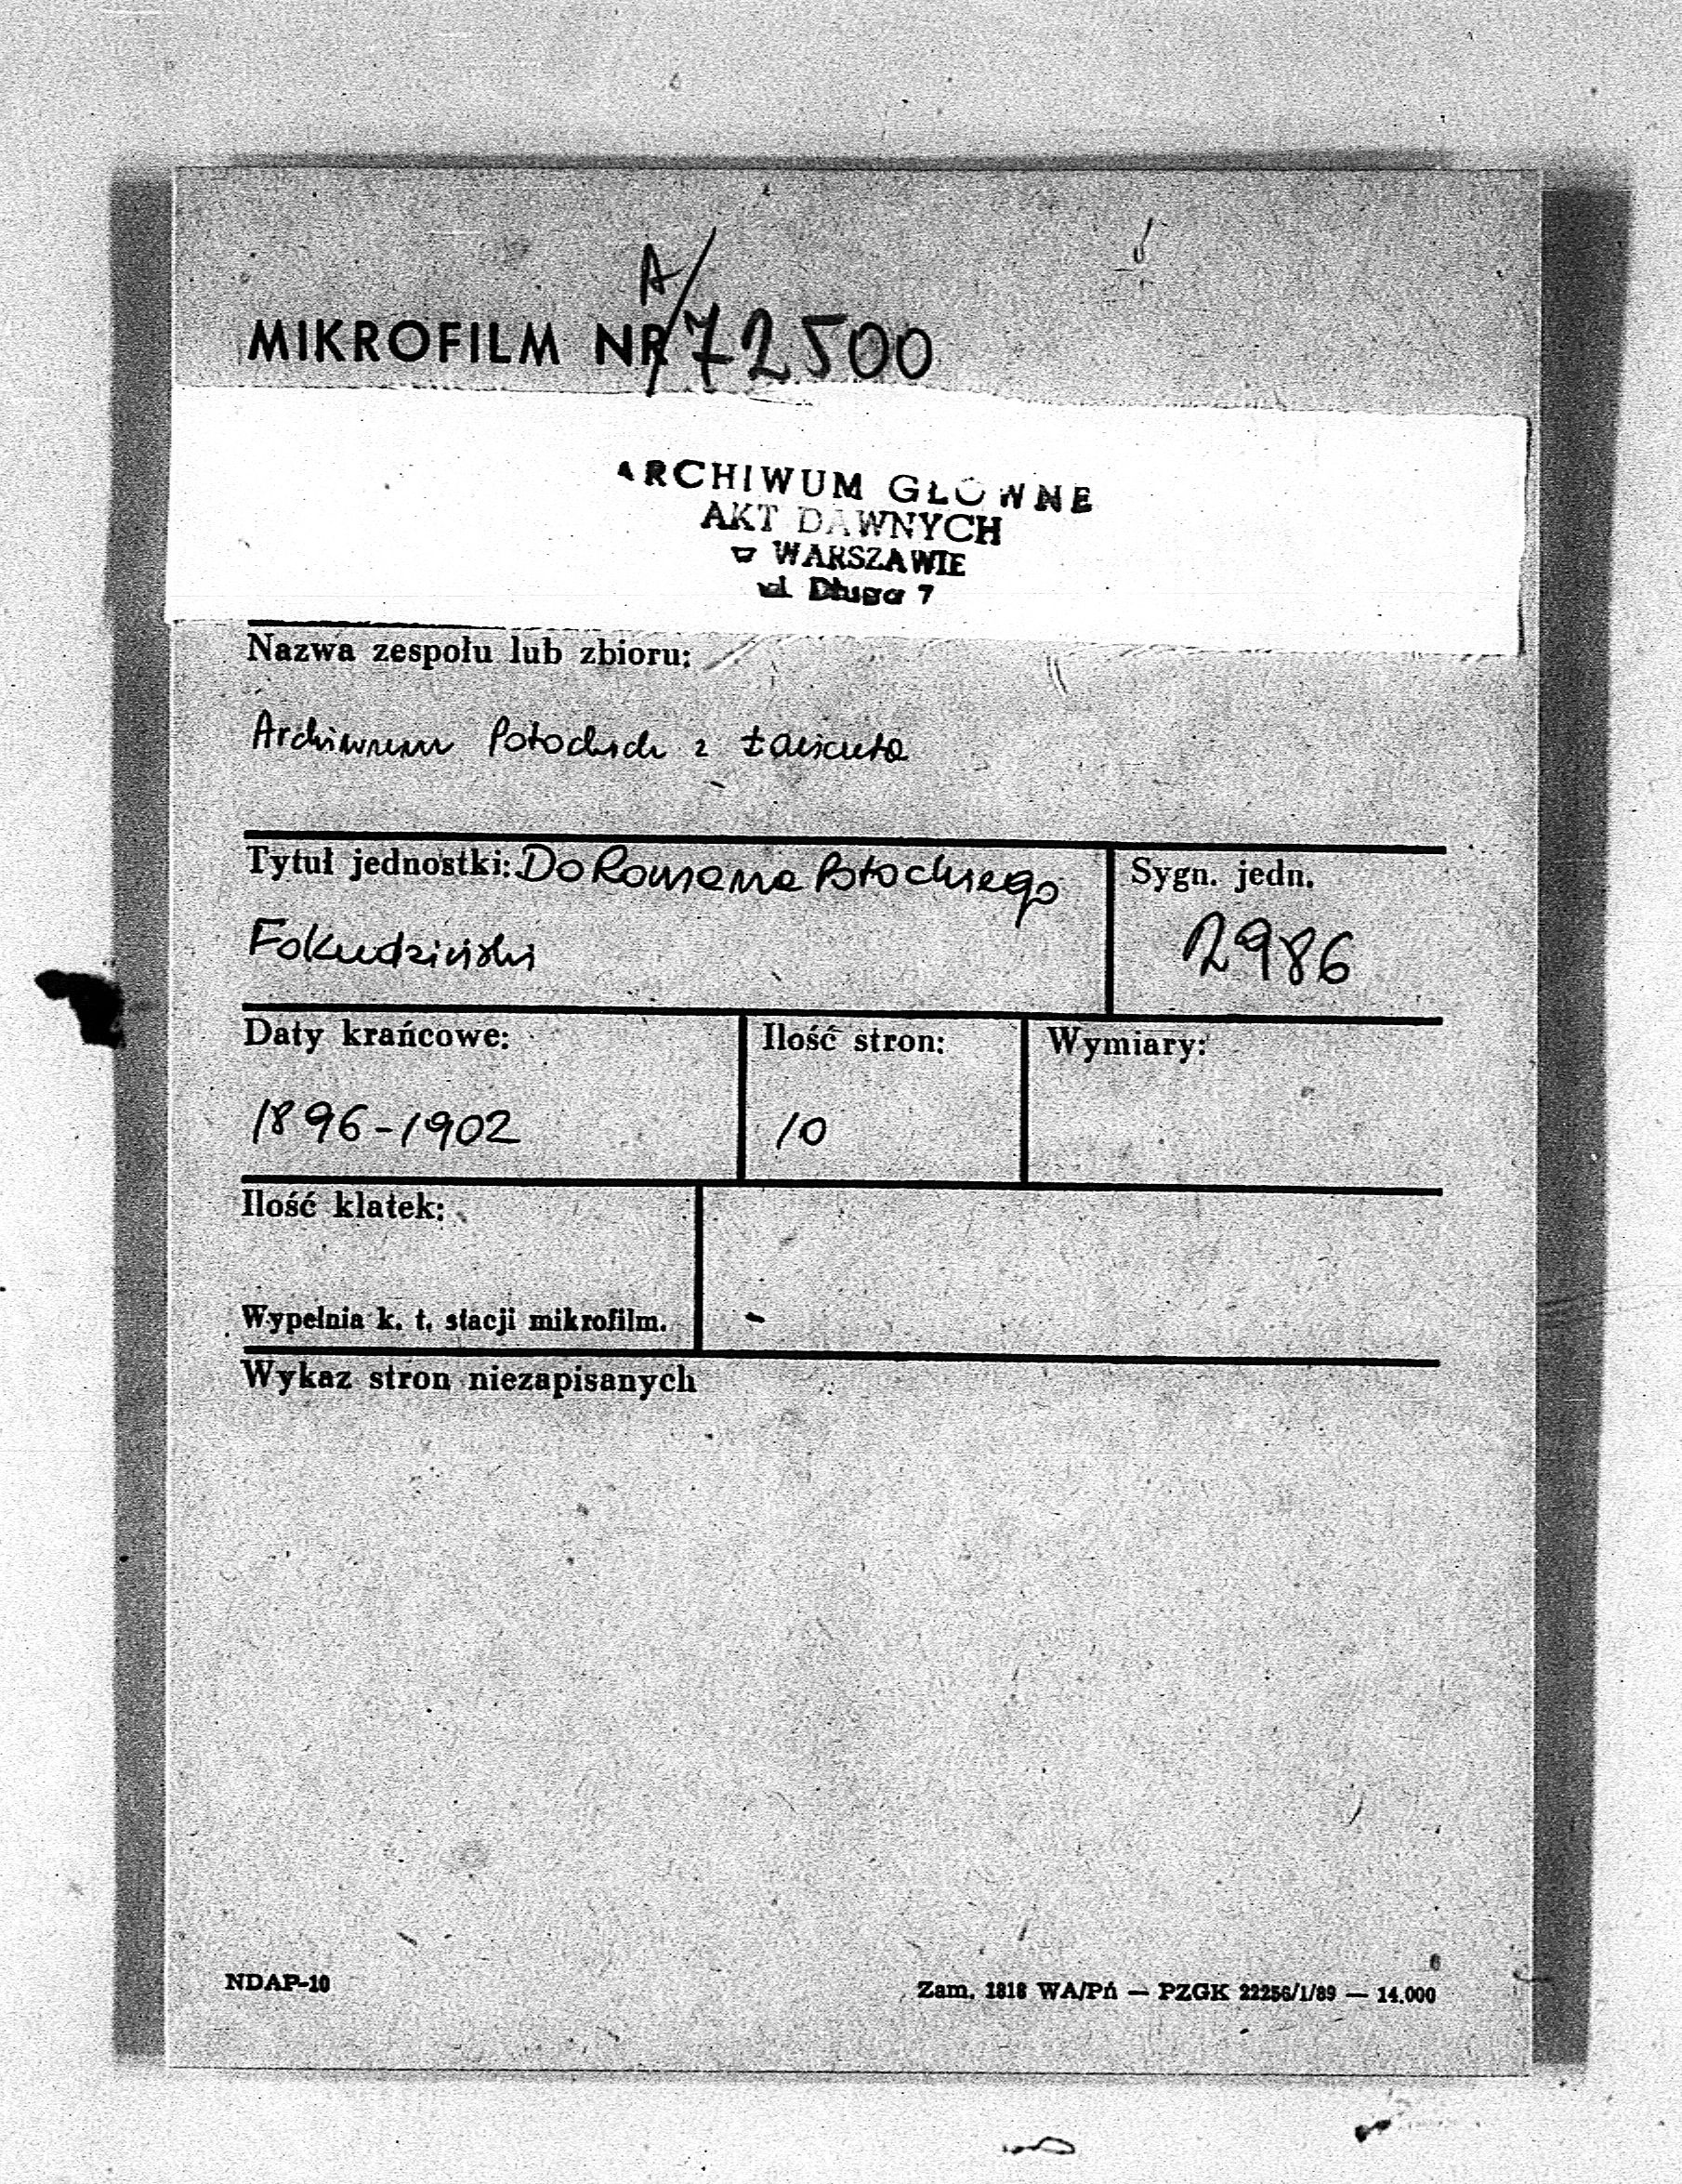 A/
MIKROFILM NR 72500
ARCHIWUM GŁÓWNE
AKT DAWNYCH
w WARSZAWIE
ul. Długa 7
Nazwa zespołu lub zbioru:
Archiwum Potockich z Łańcuta
Tytuł jednostki: Do Romana Potockiego
Fokudziński
Sygn. jedn.
2986
Daty krańcowe:
1896-1902
Ilość stron:
10
Wymiary:
Ilość klatek:
Wypełnia k. t. stacji mikrofilm.
-
Wykaz stron niezapisanych
NDAP-10
Zam. 1818 WA/Pń — PZGK 22256/1/89 — 14.000